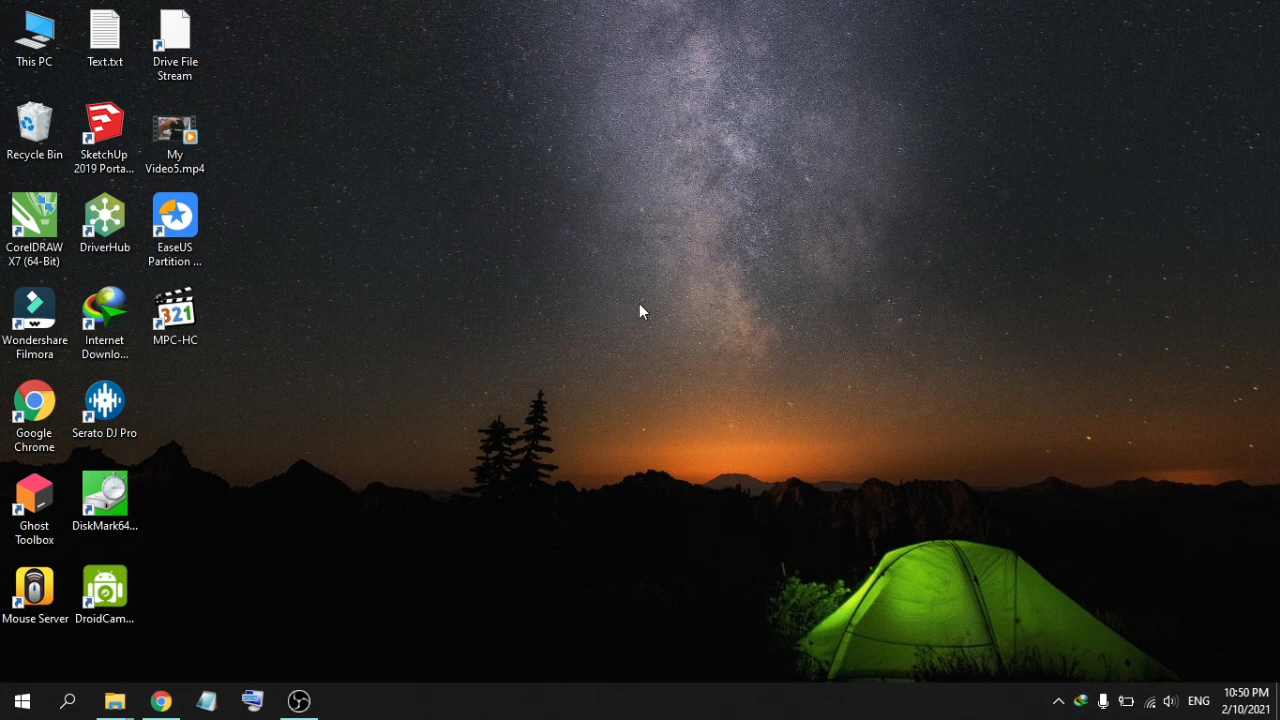 This PC
Text.txt
Drive File
Stream
Recycle Bin
SketchUp
2019 Porta...
My
Video5.mp4
CorelDRAW
X7 (64-Bit)
DriverHub
EaseUS
Partition ...
Wondershare
Filmora
Internet
Downlo...
321
MPC-HC
Google
Chrome
Serato DJ Pro
Ghost
Toolbox
DiskMark64...
Mouse Server
DroidCam...
ENG
10:50 PM
2/10/2021